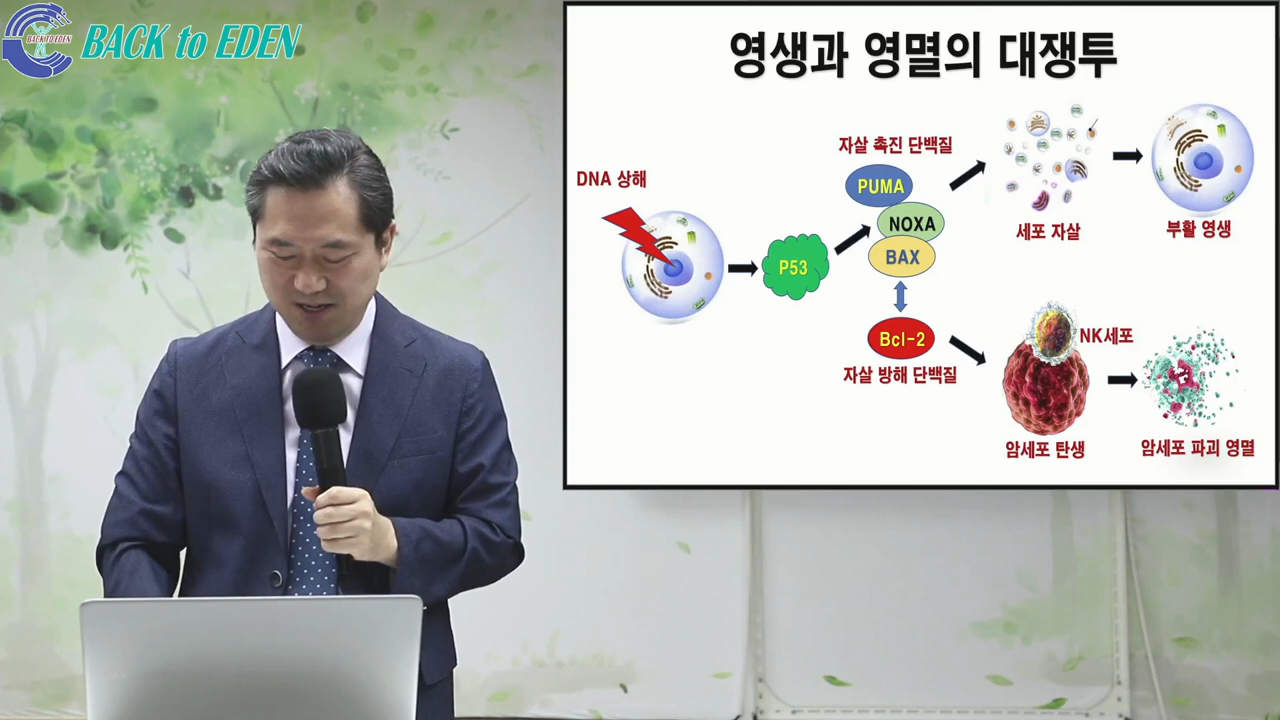 BACK TO EDEN
BACK to EDEN
영생과 영멸의 대쟁투
DNA 상해
P53
자살 촉진 단백질
PUMA
NOXA
BAX
Bcl-2
자살 방해 단백질
세포 자살
부활 영생
NK세포
암세포 탄생
암세포 파괴 영멸